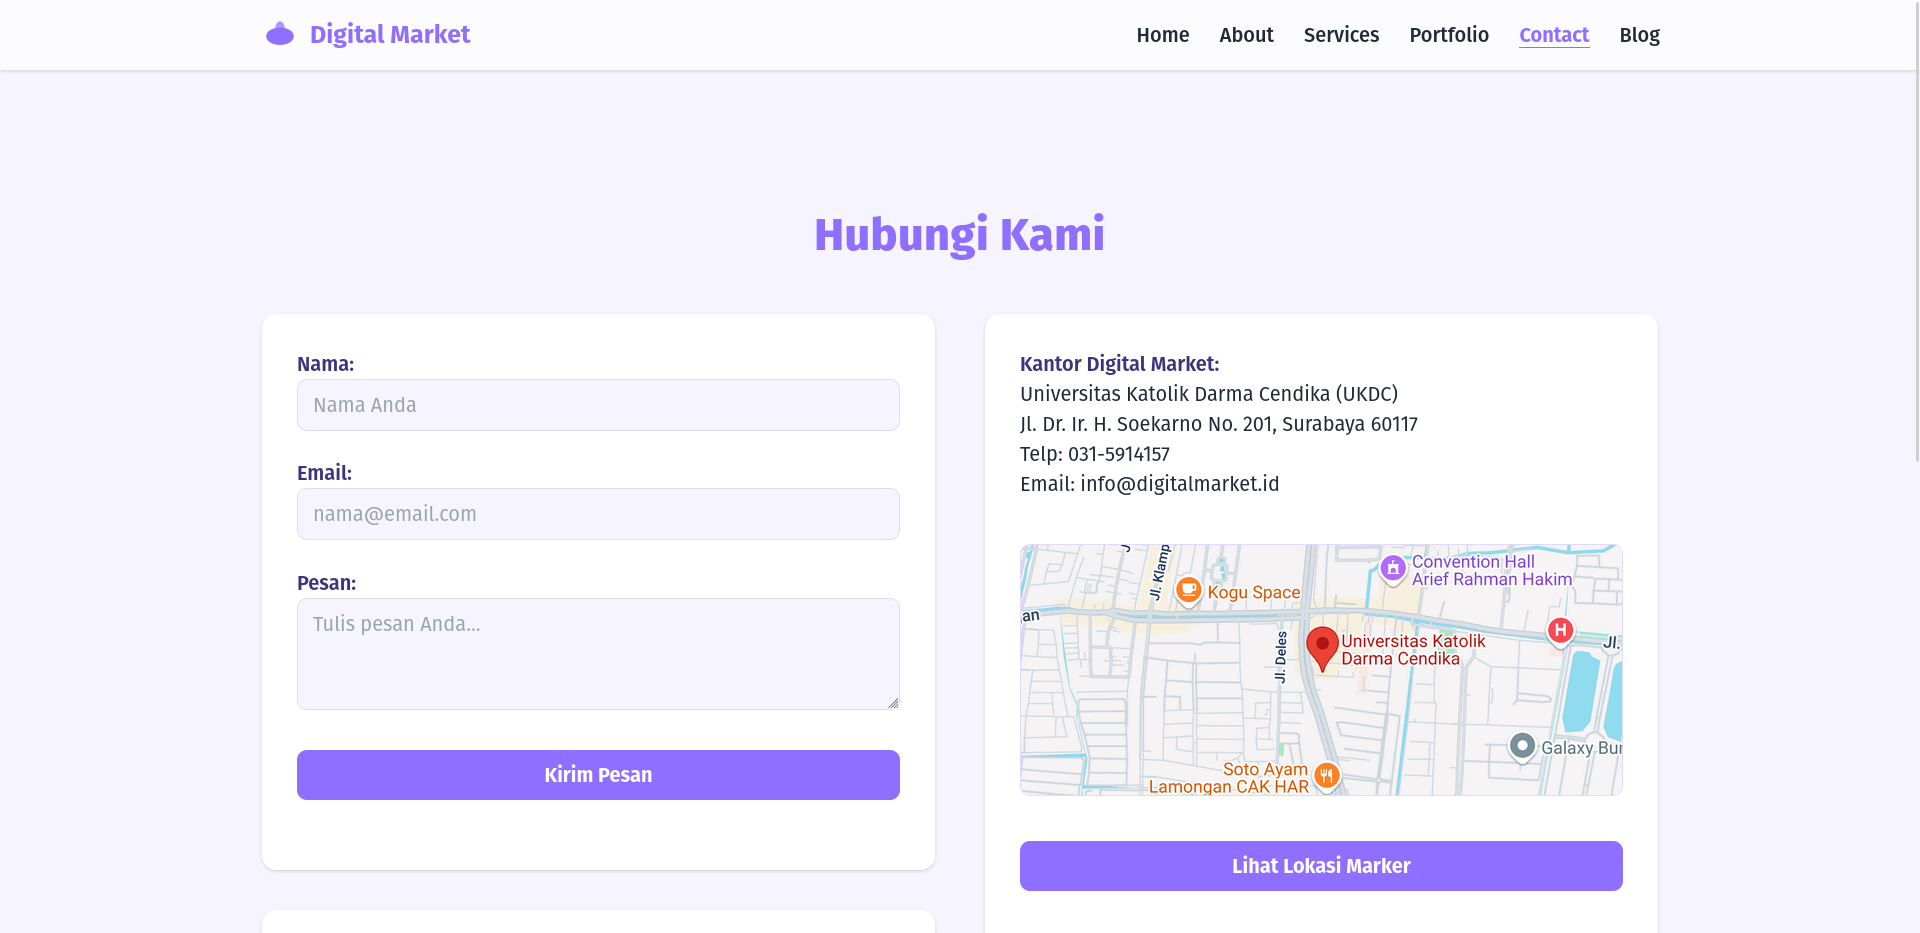 Digital Market
Home
About
Services
Portfolio
Contact
Blog
Hubungi Kami
Nama:
Nama Anda
Email:
nama@email.com
Pesan:
Tulis pesan Anda...
Kirim Pesan
Kantor Digital Market:
Universitas Katolik Darma Cendika (UKDC)
Jl. Dr. Ir. H. Soekarno No. 201, Surabaya 60117
Telp: 031-5914157
Email: info@digitalmarket.id
Jl. Klamp
Convention Hall
Arief Rahman Hakim
Kogu Space
an
H
Universitas Katolik
Darma Cendika
Jl. Deles
Jl.
Galaxy Bur
Soto Ayam
Lamongan CAK HAR
Lihat Lokasi Marker